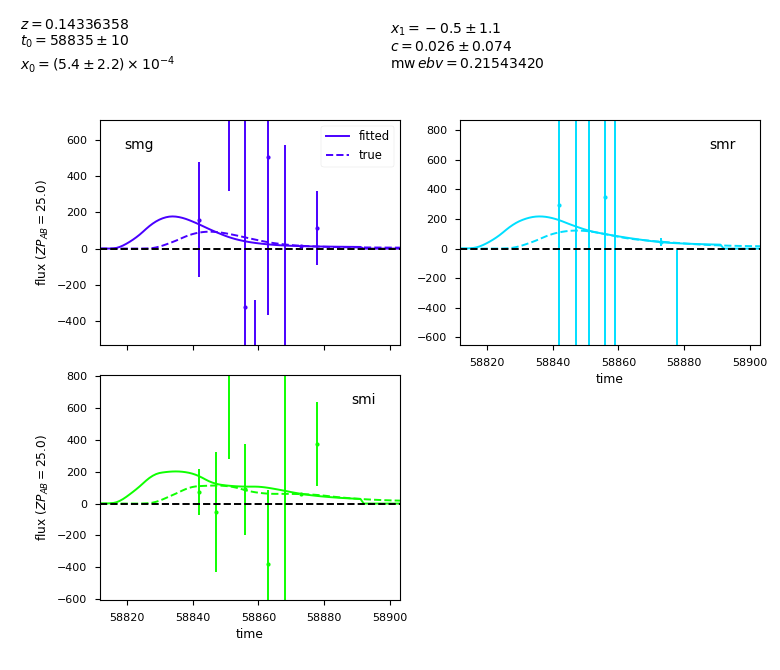 z = 0.14336358
t₀ = 58835 ± 10
x₀ = (5.4 ± 2.2) × 10⁻⁴
x₁ = −0.5 ± 1.1
c = 0.026 ± 0.074
mw ebv = 0.21543420
smg
fitted
true
flux (ZP_AB = 25.0)
600
400
200
0
−200
−400
smr
800
600
400
200
0
−200
−400
−600
58820 58840 58860 58880 58900
time
smi
flux (ZP_AB = 25.0)
800
600
400
200
0
−200
−400
−600
58820 58840 58860 58880 58900
time